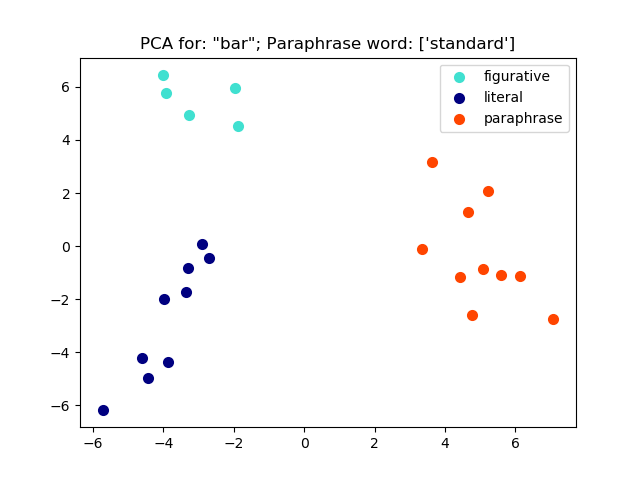 PCA for: "bar"; Paraphrase word: ['standard']
figurative
literal
paraphrase
6
4
2
0
−2
−4
−6
−6 −4 −2 0 2 4 6